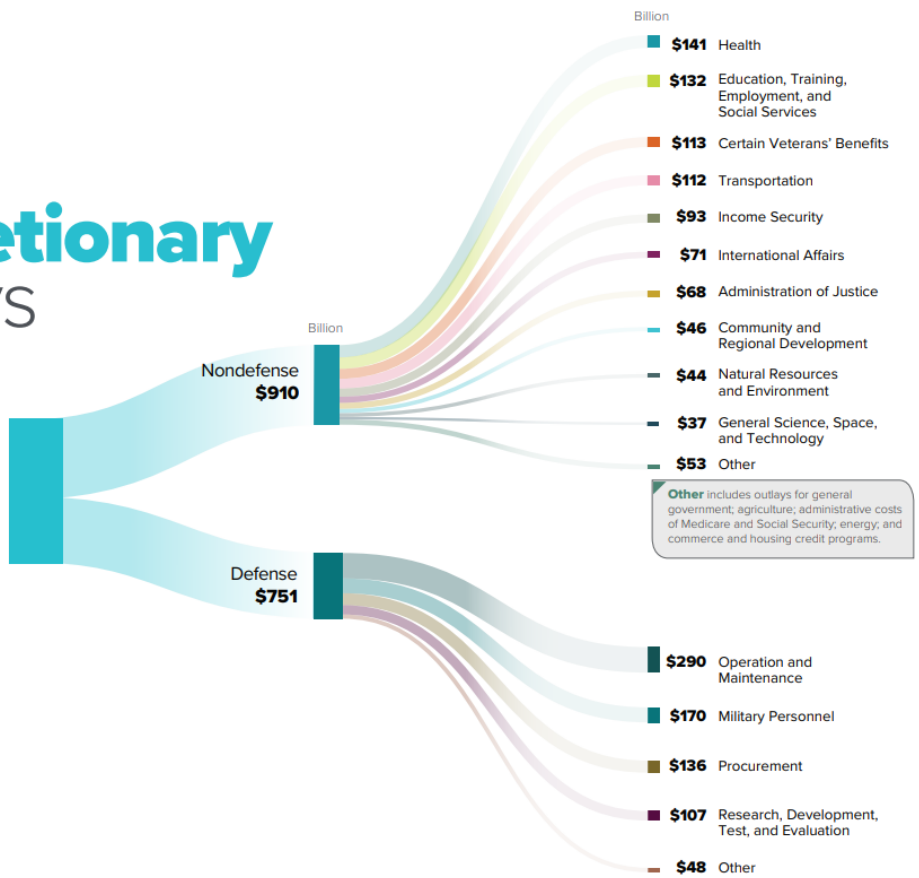 Billion
$141 Health
$132 Education, Training,
Employment, and
Social Services
$113 Certain Veterans’ Benefits
$112 Transportation
etionary
$93 Income Security
$71 International Affairs
YS
$68 Administration of Justice
Billion
$46 Community and
Regional Development
Nondefense
$910
$44 Natural Resources
and Environment
$37 General Science, Space,
and Technology
$53 Other
Other includes outlays for general
government; agriculture; administrative costs
of Medicare and Social Security; energy; and
commerce and housing credit programs.
Defense
$751
$290 Operation and
Maintenance
$170 Military Personnel
$136 Procurement
$107 Research, Development,
Test, and Evaluation
$48 Other